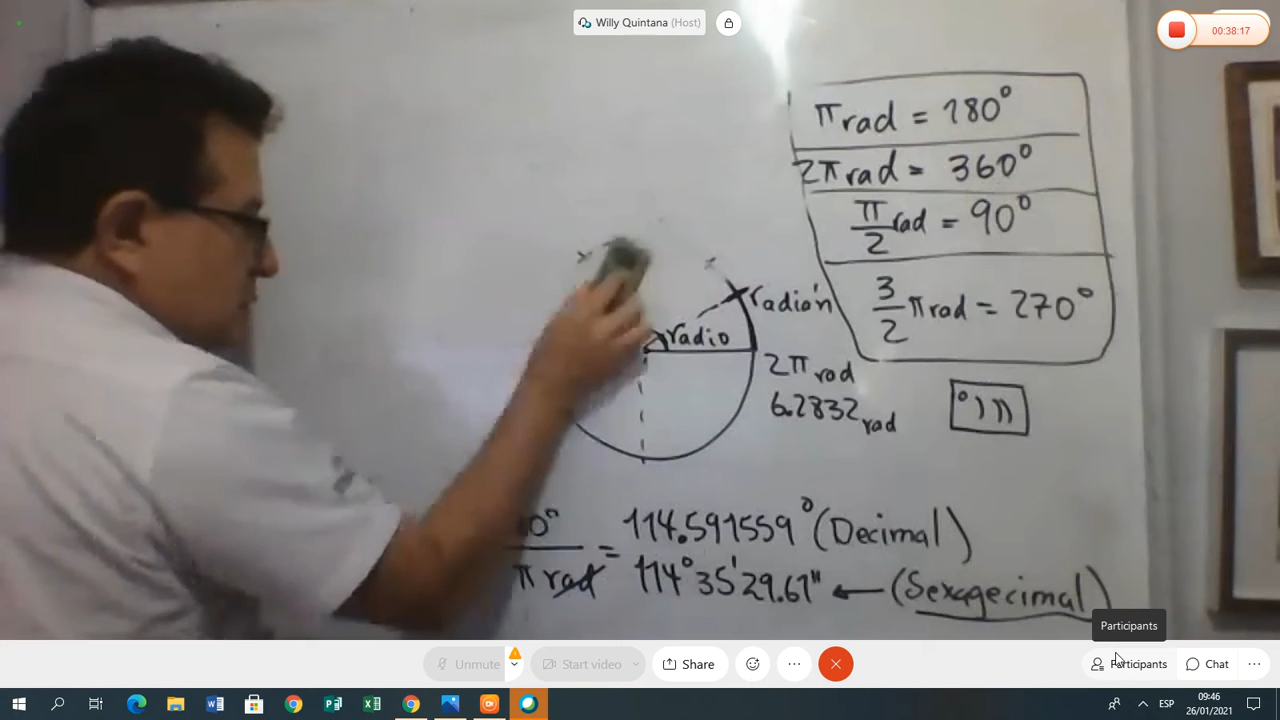 Willy Quintana (Host)
00:38:17
π rad = 180°
2π rad = 360°
π/2 rad = 90°
3/2 π rad = 270°
radián
radio
2π rad
6.2832 rad
° ' "
π rad
= 114.591559° (Decimal)
114° 35' 29.61" ← (Sexagecimal)
Participants
Unmute
Start video
Share
Participants
Chat
ESP
09:46
26/01/2021